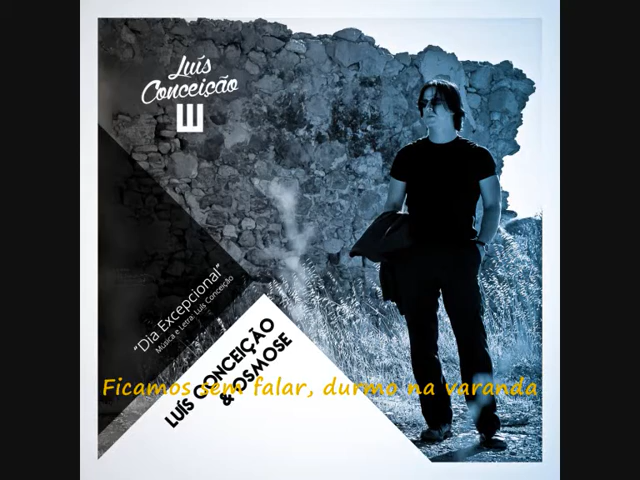 Luís
Conceição
"Dia Excepcional"
Música e Letra: Luís Conceição
LUÍS CONCEIÇÃO
& OSMOSE
Ficamos sem falar, durmo na varanda